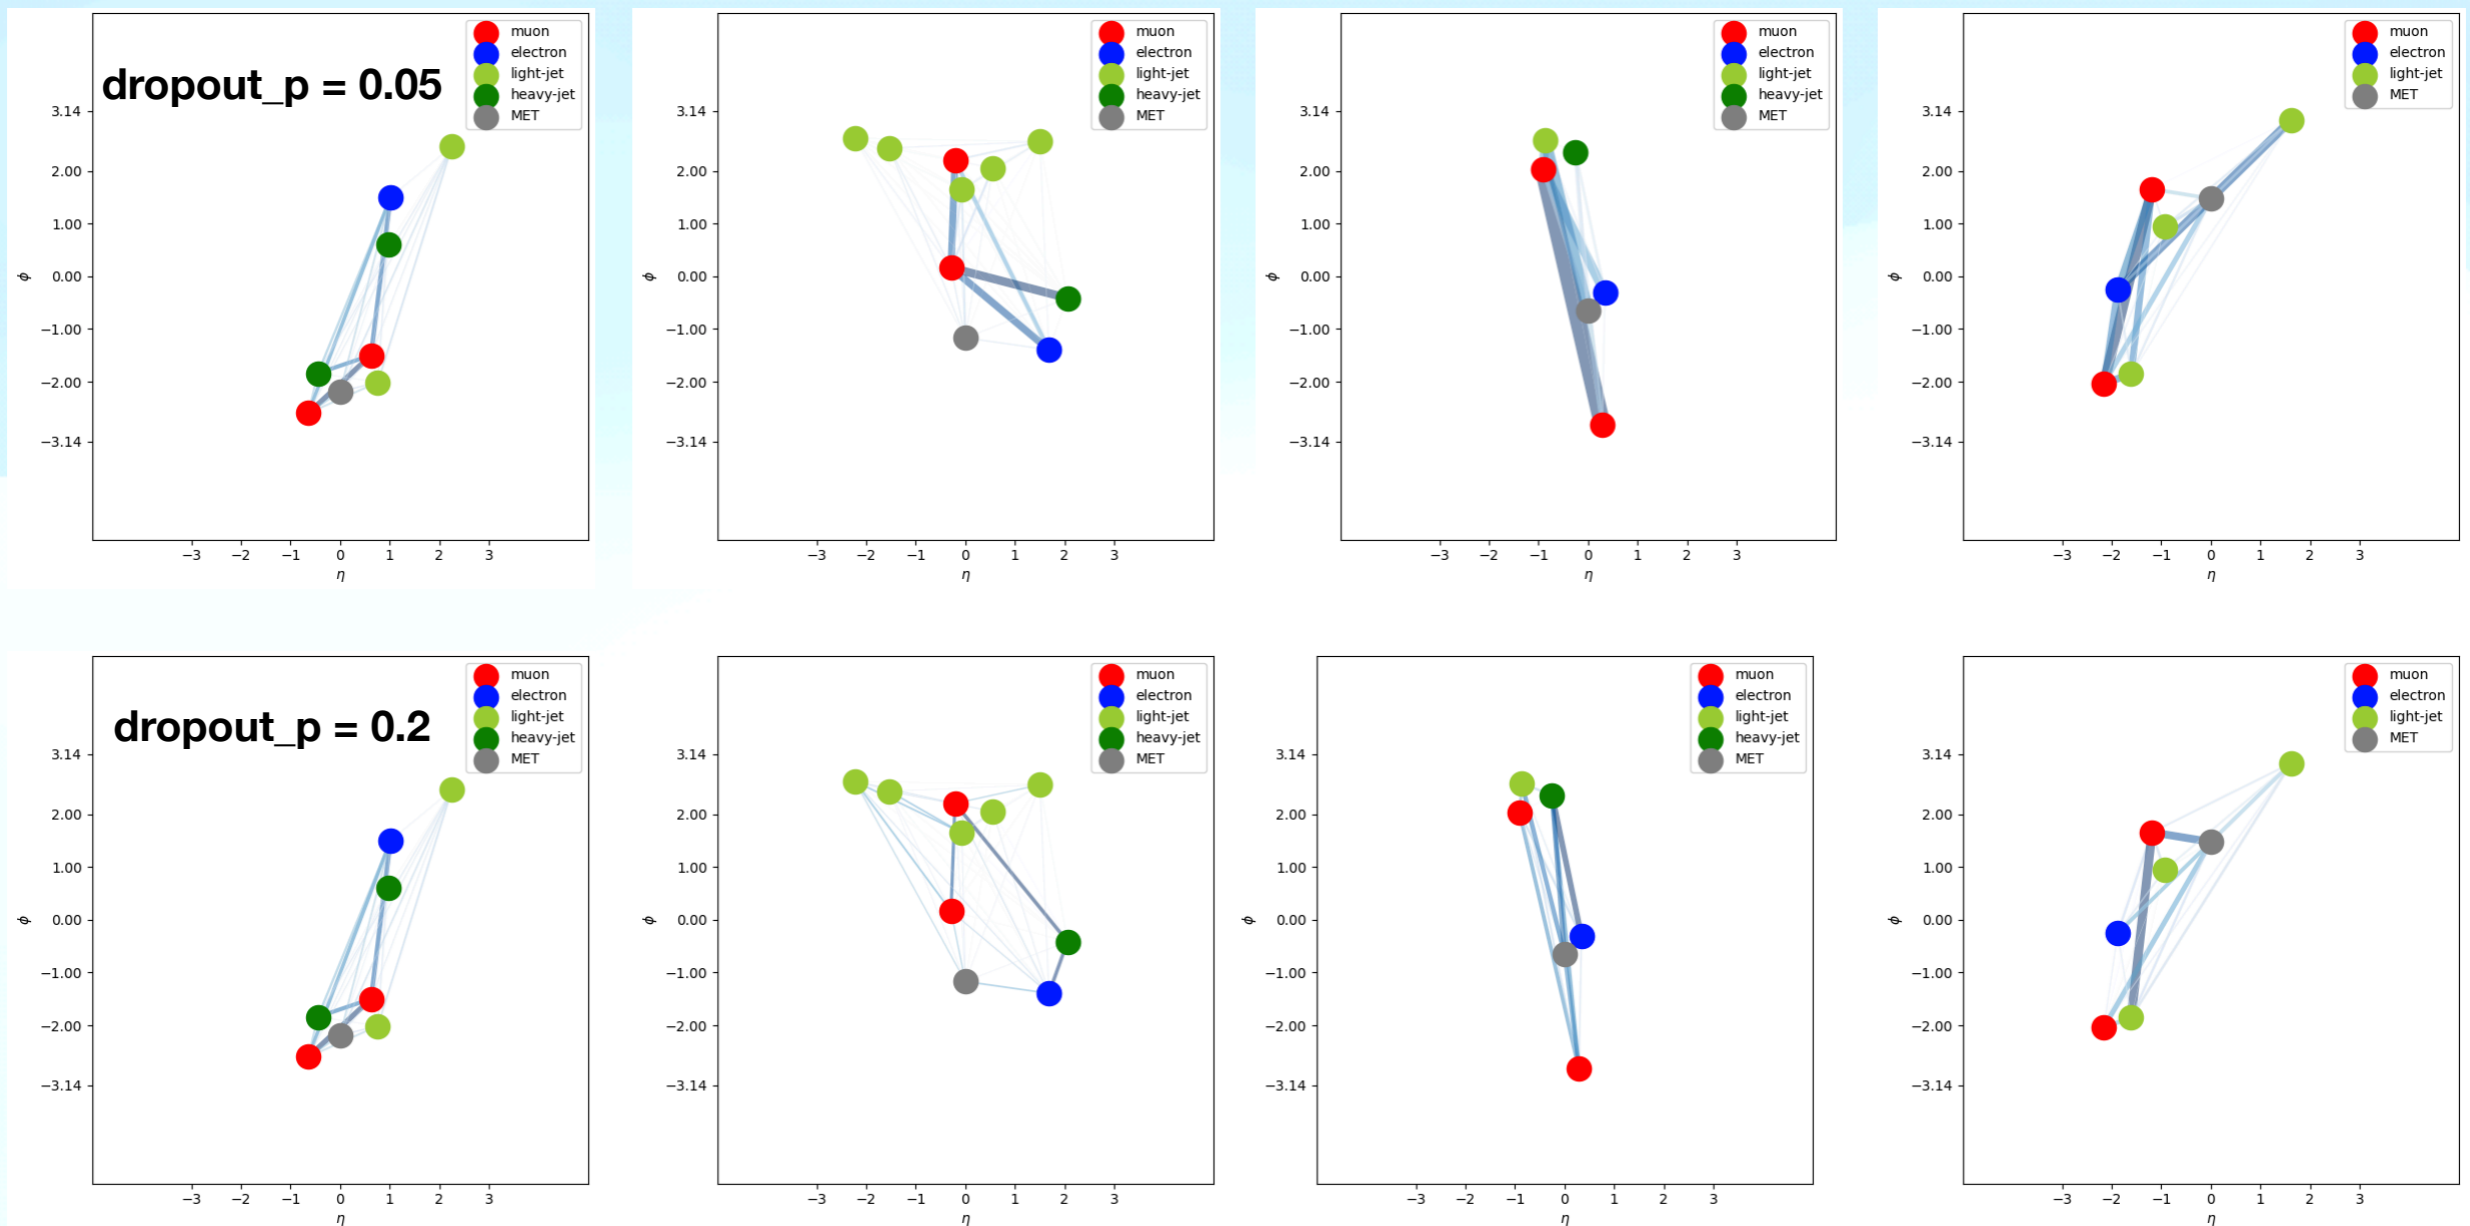 dropout_p = 0.05
muon
electron
light-jet
heavy-jet
MET
3.14
2.00
1.00
0.00
−1.00
−2.00
−3.14
ϕ
−3 −2 −1 0 1 2 3
η
muon
electron
light-jet
heavy-jet
MET
3.14
2.00
1.00
0.00
−1.00
−2.00
−3.14
ϕ
−3 −2 −1 0 1 2 3
η
muon
electron
light-jet
heavy-jet
MET
3.14
2.00
1.00
0.00
−1.00
−2.00
−3.14
ϕ
−3 −2 −1 0 1 2 3
η
muon
electron
light-jet
MET
3.14
2.00
1.00
0.00
−1.00
−2.00
−3.14
ϕ
−3 −2 −1 0 1 2 3
η
dropout_p = 0.2
muon
electron
light-jet
heavy-jet
MET
3.14
2.00
1.00
0.00
−1.00
−2.00
−3.14
ϕ
−3 −2 −1 0 1 2 3
η
muon
electron
light-jet
heavy-jet
MET
3.14
2.00
1.00
0.00
−1.00
−2.00
−3.14
ϕ
−3 −2 −1 0 1 2 3
η
muon
electron
light-jet
heavy-jet
MET
3.14
2.00
1.00
0.00
−1.00
−2.00
−3.14
ϕ
−3 −2 −1 0 1 2 3
η
muon
electron
light-jet
MET
3.14
2.00
1.00
0.00
−1.00
−2.00
−3.14
ϕ
−3 −2 −1 0 1 2 3
η